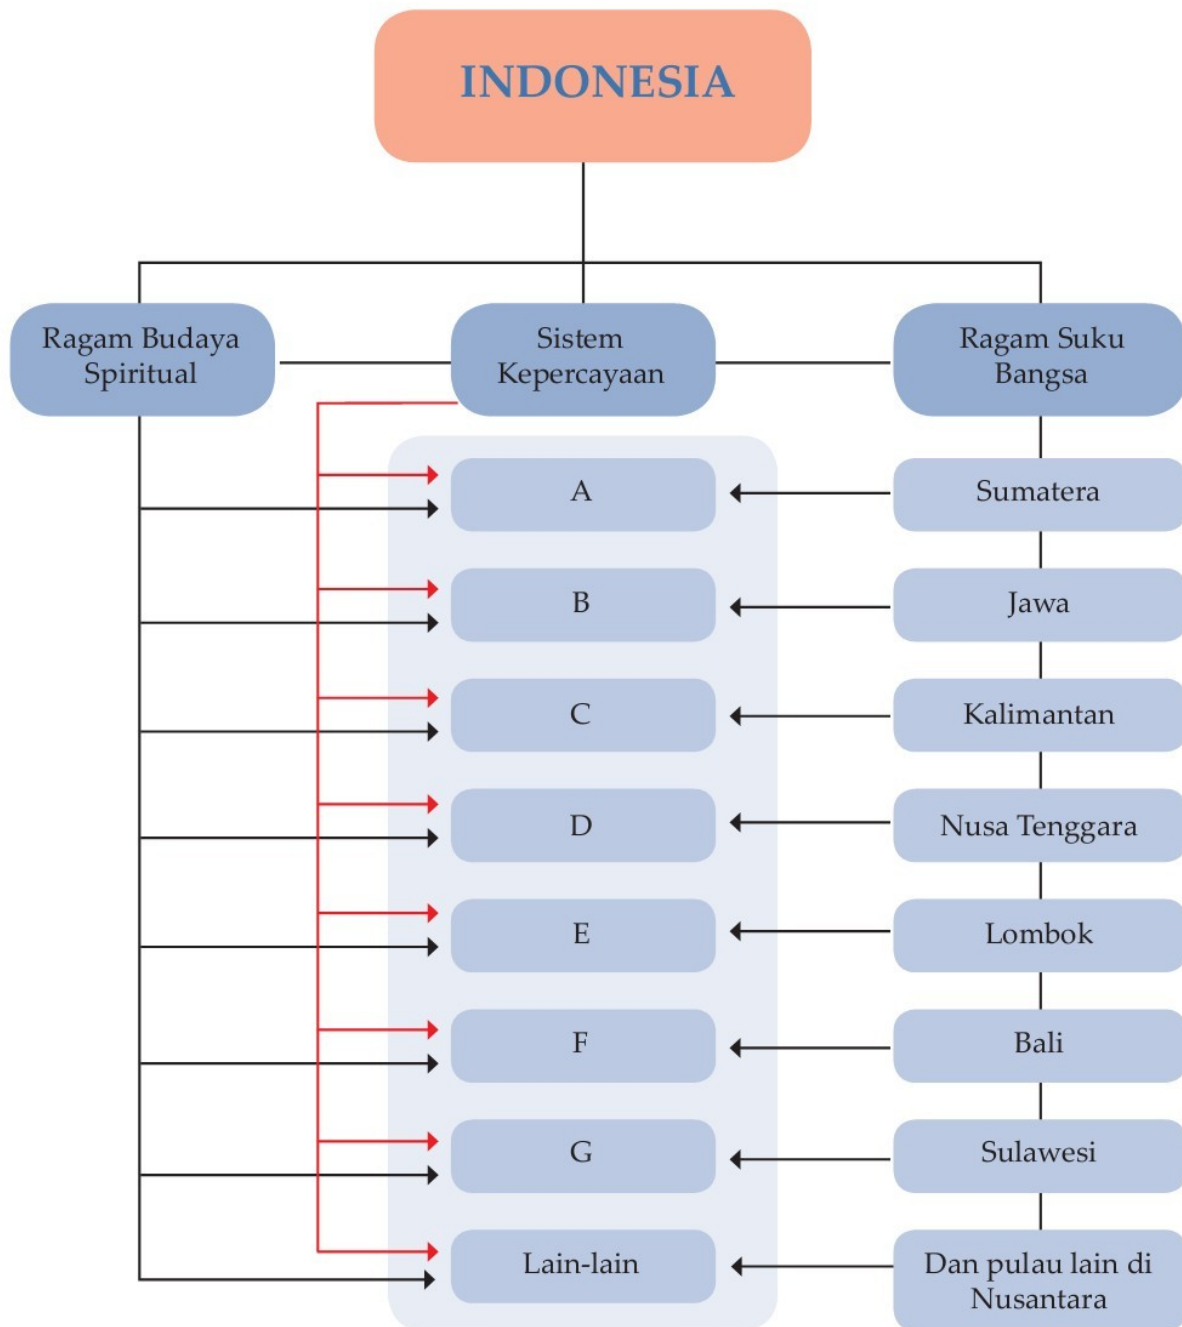 INDONESIA
Ragam Budaya
Spiritual
Sistem
Kepercayaan
Ragam Suku
Bangsa
A
Sumatera
B
Jawa
C
Kalimantan
D
Nusa Tenggara
E
Lombok
F
Bali
G
Sulawesi
Lain-lain
Dan pulau lain di
Nusantara